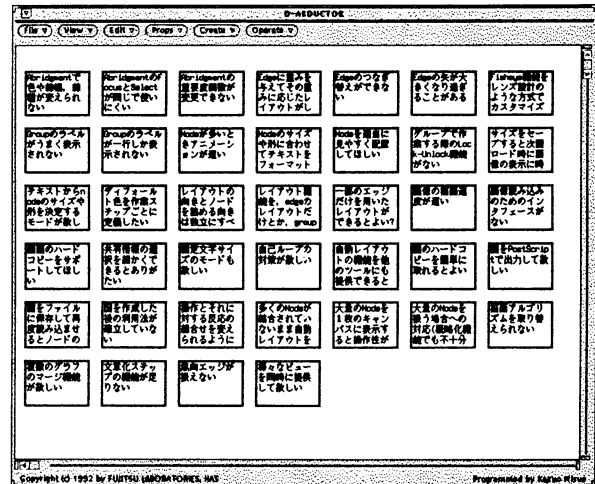 D-ABDUCTOR
File View Edit Props Create Operate
Abridgmentで
色や線幅、線
種が変えられ
ない
Abridgmentのf
ocusとSelect
が同じで使い
にくい
Abridgmentの
重要度関数が
変更できない
Edgeに重みを
与えてその重
みに応じたし
イアウトがし
Edgeのつなぎ
替えができな
い
Edgeの矢が大
きくなり過ぎ
ることがある
Fisheye機能を
レンズ設計の
ような方式で
カスタマイズ
Groupのラベル
がうまく表示
されない
Groupのラベル
が一行しか表
示されない
Nodeが多いと
きアニメーシ
ョンが遅い
Nodeのサイズ
や形に合わせ
てテキストを
フォーマット
Nodeを適当に
見やすく配置
してほしい
グループで作
業する際のLoc
k-Unlock機能
がない
サイズをセー
ブすると次回
ロード時に画
像の表示に時
テキストからn
odeのサイズや
形を決定する
モードが欲し
ディフォール
ト色を作業ス
テップごとに
定義したい
レイアウトの
向きとノード
を詰める向き
は独立にすべ
レイアウト機
能を、edgeの
レイアウトだ
けとか、group
一部のエッジ
だけを用いた
レイアウトが
できるとよい?
画像の描画速
度が遅い
画像読み込み
のためのイン
タフェースが
ない
画面のハード
コピーをサポ
ートしてほし
い
共有情報の選
択を細かくで
きるとありが
たい
固定文字サイ
ズのモードも
欲しい
自己ループの
対策が欲しい
自動レイアウ
トの機能を他
のツールにも
提供できると
図のハードコ
ピーを簡単に
取れるとよい
図をPostScrip
tで出力して欲
しい
図をファイル
に保存して再
度読み込ませ
るとノードの
図を作成した
後の利用法が
確立していな
い
操作とそれに
対する反応の
組合せを変え
られるように
多くのNodeが
結合されてい
ないまま自動
レイアウトを
大量のNodeを
1枚のキャン
バスに表示す
ると操作性が
大量のNodeを
扱う場合への
対応(概略化機
能でも不十分
描画アルゴリ
ズムを取り替
えられない
複数のグラフ
のマージ機能
が欲しい
文章化ステッ
プの機能が足
りない
有向エッジが
扱えない
様々なビュー
を同時に提供
して欲しい
Copyright (c) 1992 by FUJITSU LABORATORIES, IIAS
Programmed by Kazuo Misue